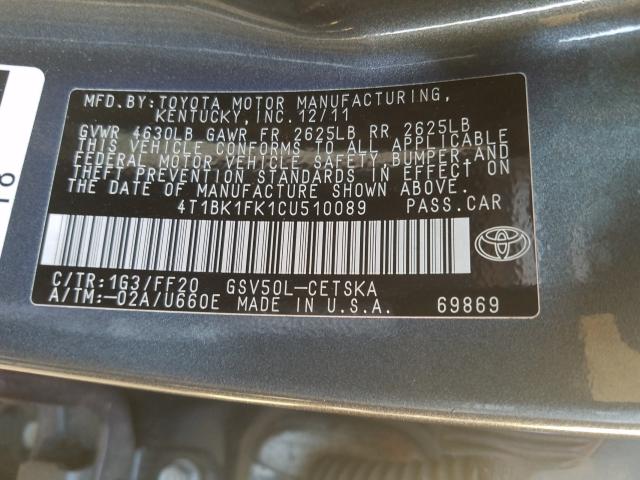 MFD.BY:TOYOTA MOTOR MANUFACTURING,
KENTUCKY,INC.12/11
GVWR 4630LB GAWR FR 2625LB RR 2625LB
THIS VEHICLE CONFORMS TO ALL APPLICABLE
FEDERAL MOTOR VEHICLE SAFETY BUMPER,AND
THEFT PREVENTION STANDARDS IN EFFECT ON
THE DATE OF MANUFACTURE SHOWN ABOVE.
4T1BK1FK1CU510089 PASS.CAR
C/TR:1G3/FF20 GSV50L-CETSKA
A/TM:-02A/U660E MADE IN U.S.A. 69869